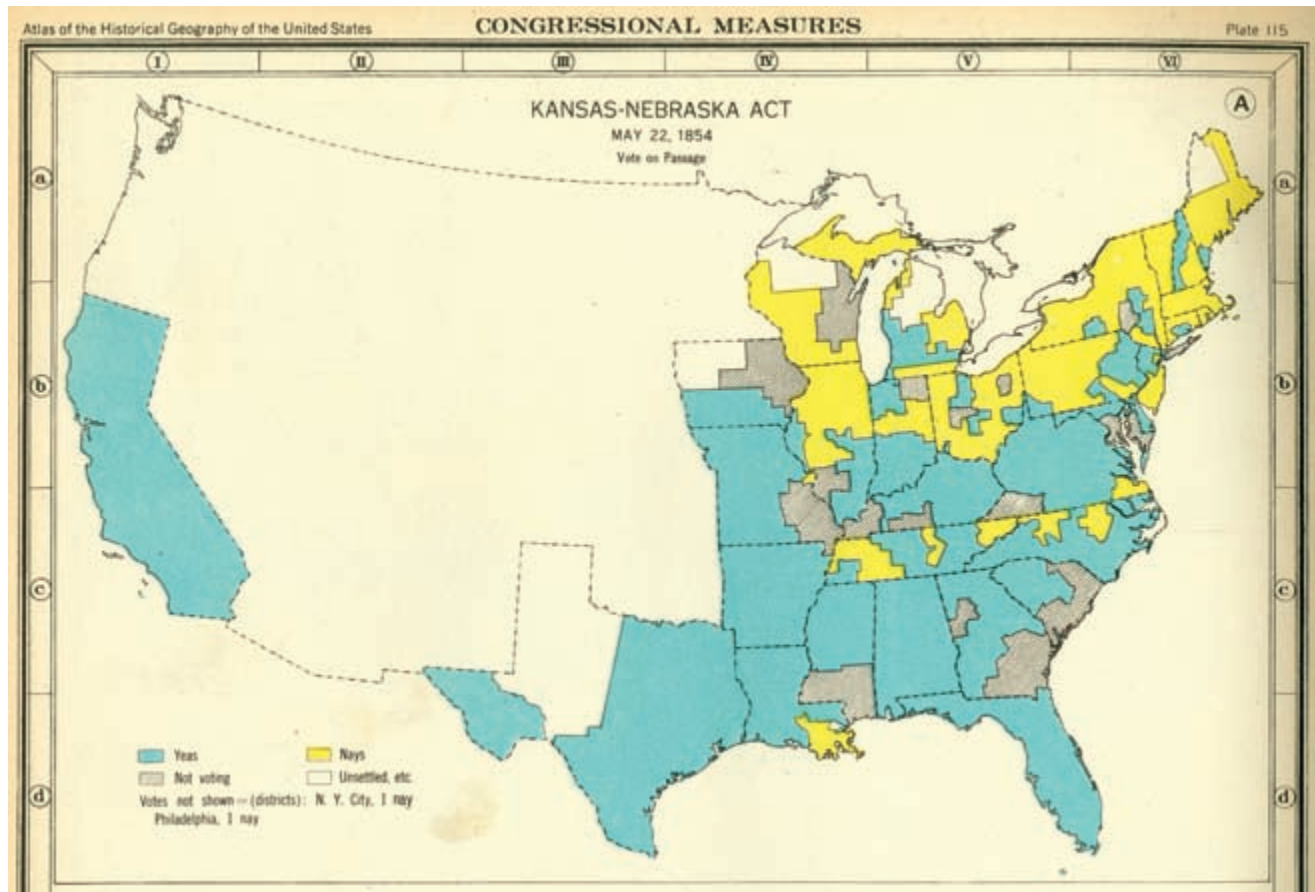 Atlas of the Historical Geography of the United States
CONGRESSIONAL MEASURES
Plate 115
I II III IV V VI
KANSAS-NEBRASKA ACT
MAY 22, 1854
Vote on Passage
A
a a
b b
c c
d d
Yeas Nays
Not voting Unsettled, etc.
Votes not shown — (districts): N. Y. City, 1 nay
Philadelphia, 1 nay